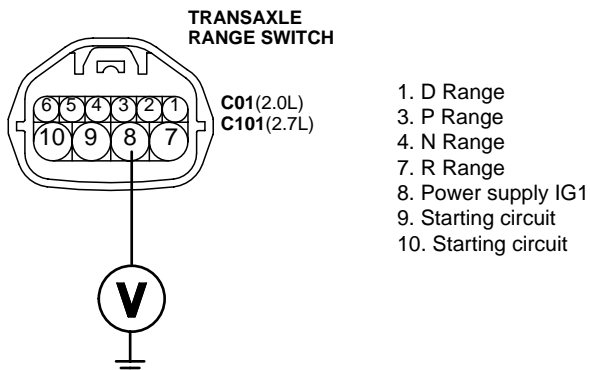 TRANSAXLE
RANGE SWITCH
6 5 4 3 2 1
10 9 8 7
C01(2.0L)
C101(2.7L)
V
1. D Range
3. P Range
4. N Range
7. R Range
8. Power supply IG1
9. Starting circuit
10. Starting circuit